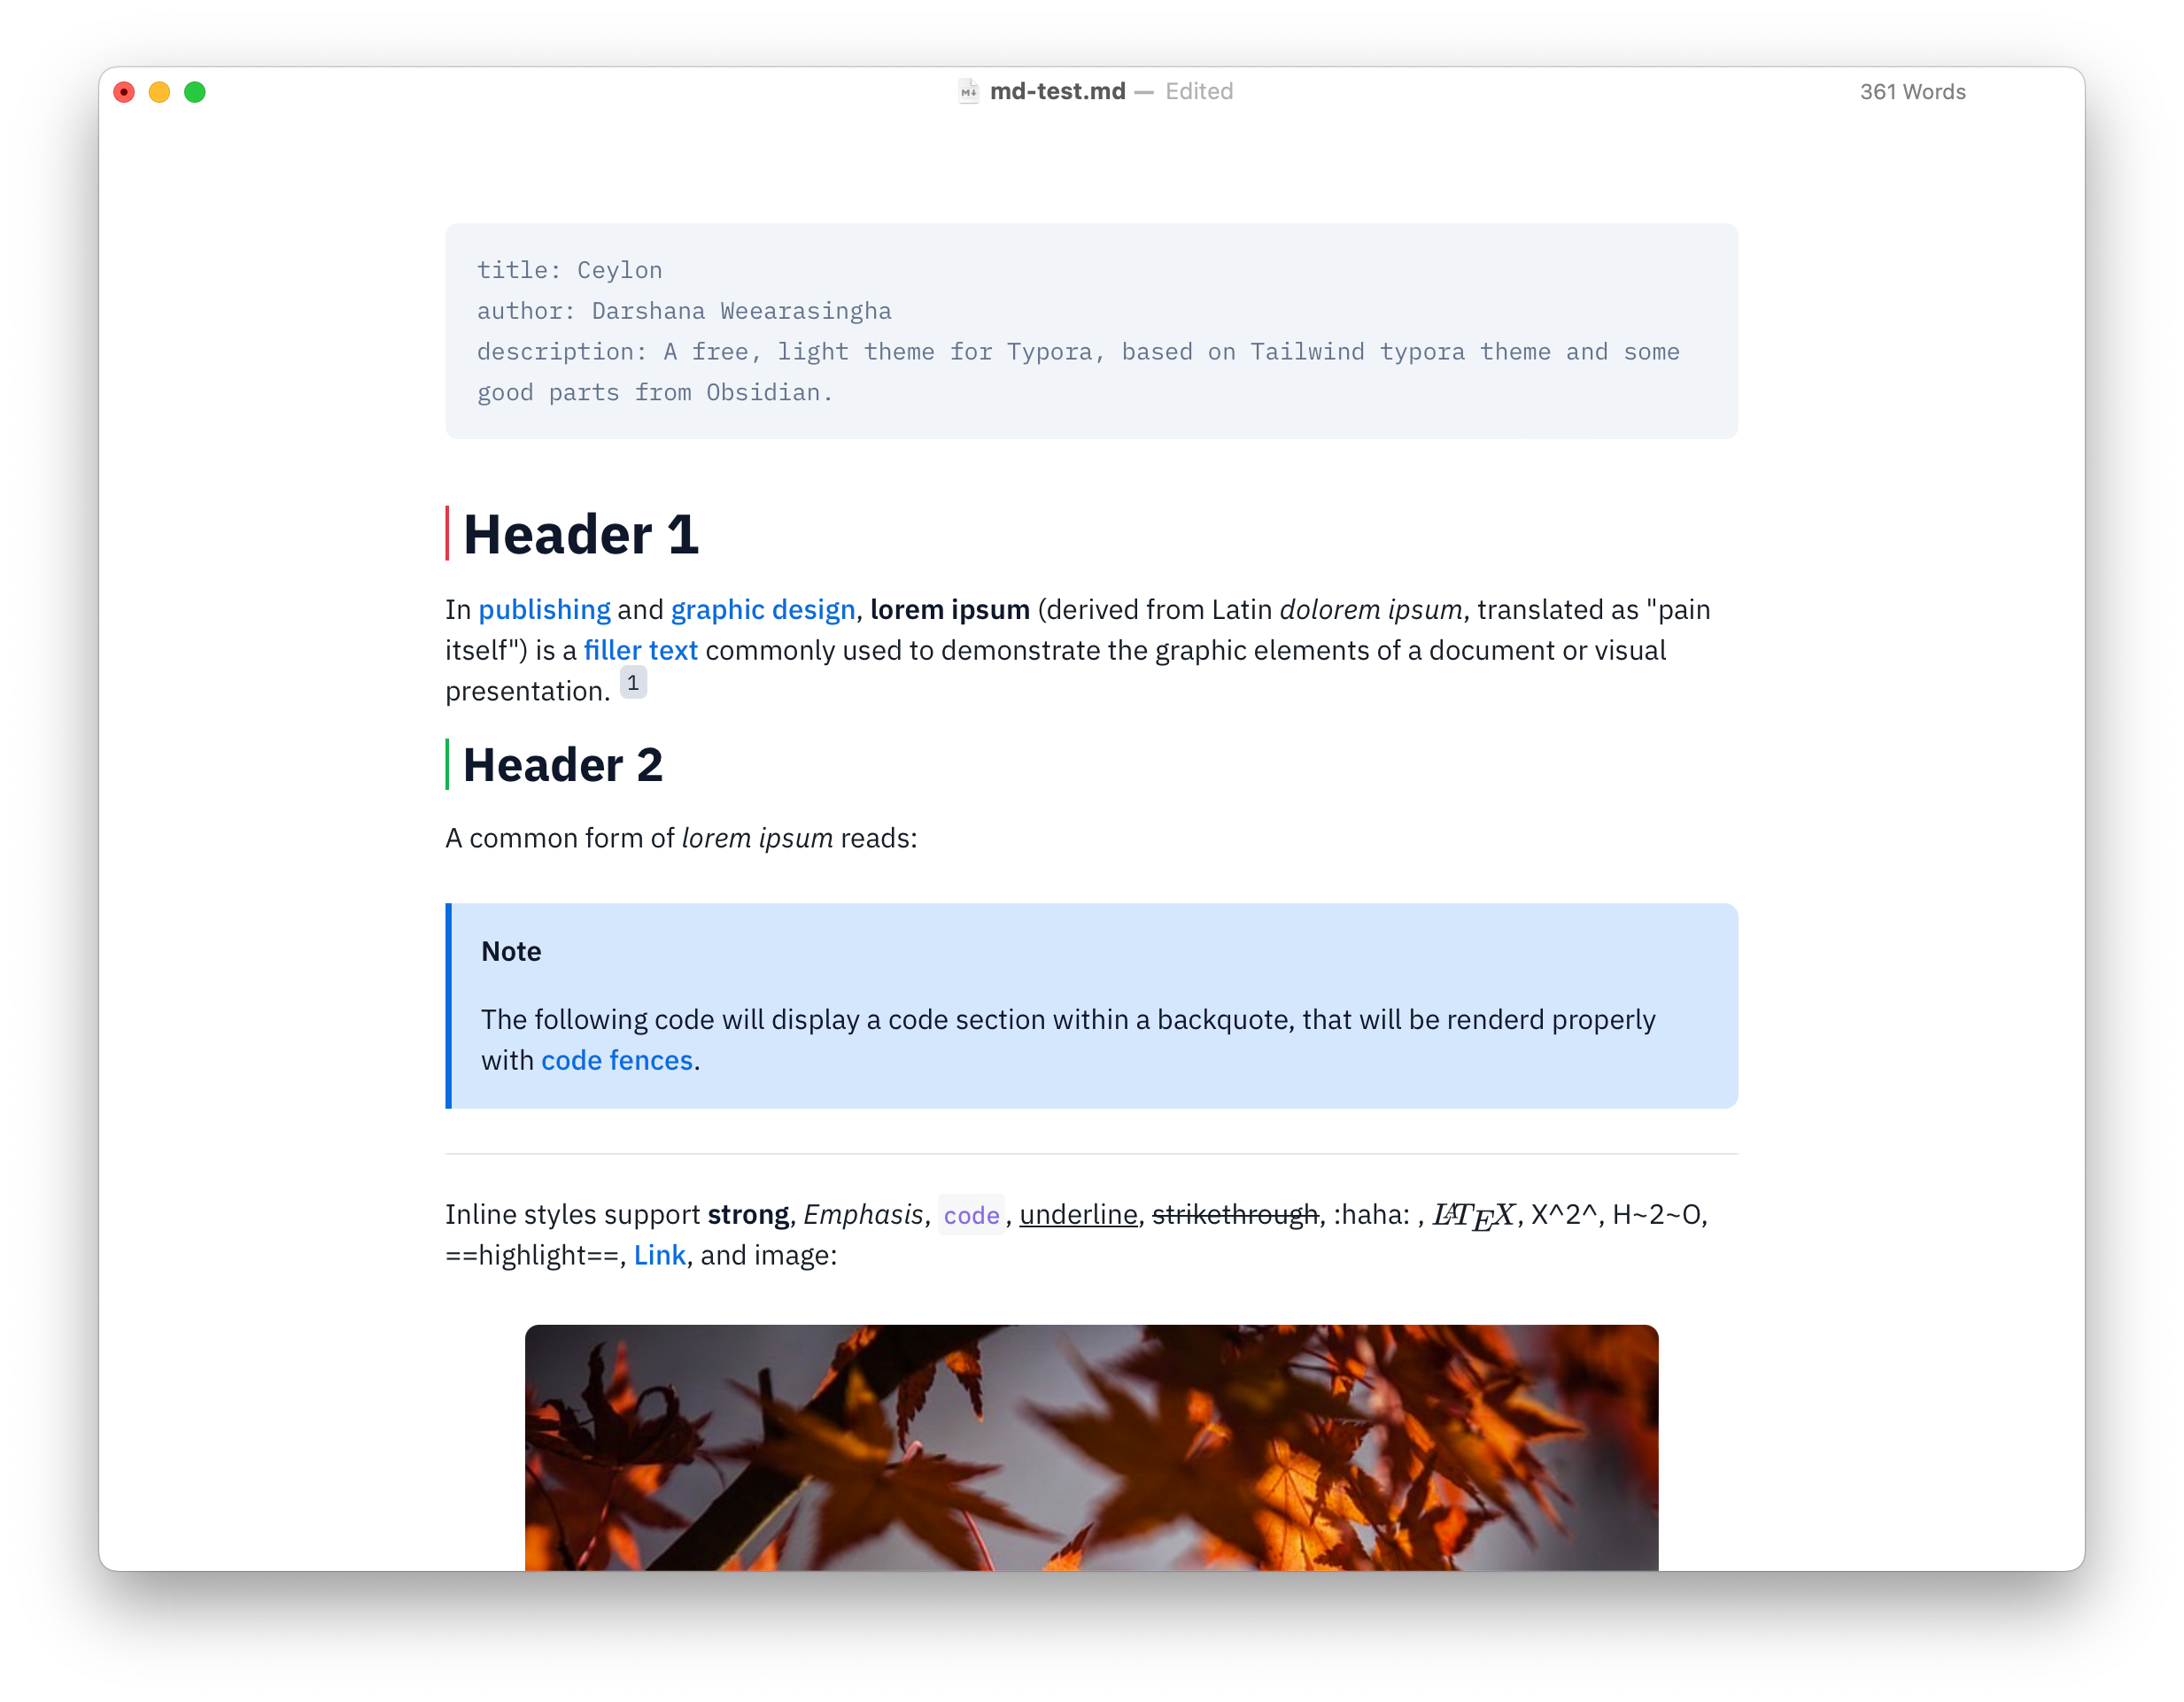 md-test.md — Edited
361 Words
title: Ceylon
author: Darshana Weearasingha
description: A free, light theme for Typora, based on Tailwind typora theme and some
good parts from Obsidian.
Header 1
In publishing and graphic design, lorem ipsum (derived from Latin dolorem ipsum, translated as "pain
itself") is a filler text commonly used to demonstrate the graphic elements of a document or visual
presentation. 1
Header 2
A common form of lorem ipsum reads:
Note
The following code will display a code section within a backquote, that will be renderd properly
with code fences.
Inline styles support strong, Emphasis, code, underline, strikethrough, :haha: , LATEX, X^2^, H~2~O,
==highlight==, Link, and image: